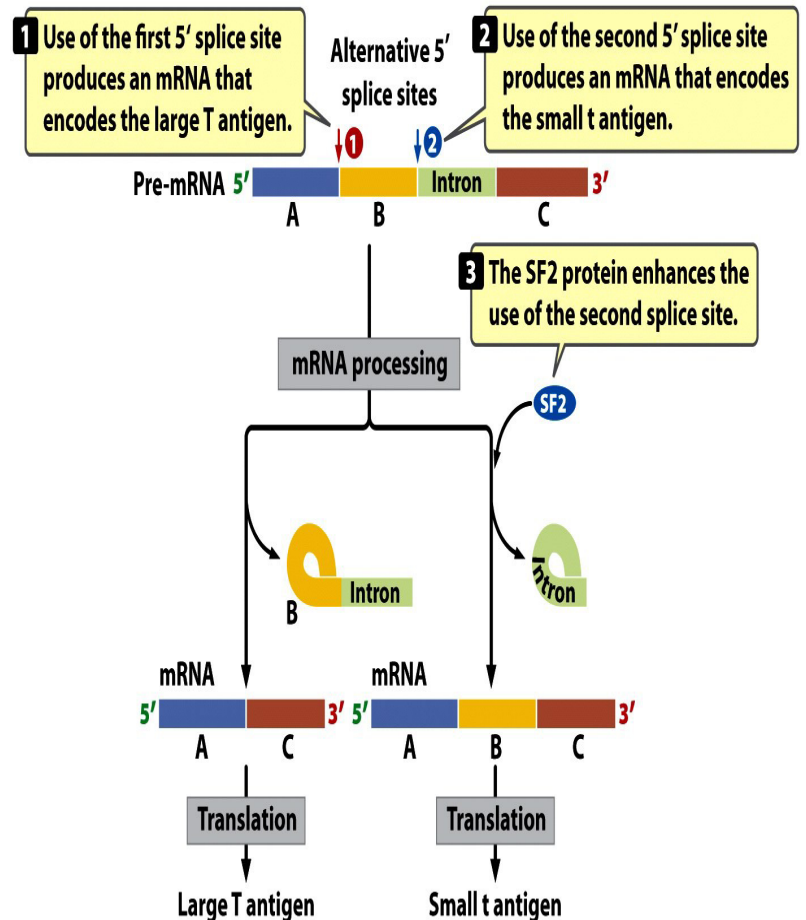 1 Use of the first 5′ splice site
produces an mRNA that
encodes the large T antigen.
Alternative 5′
splice sites
2 Use of the second 5′ splice site
produces an mRNA that encodes
the small t antigen.
1
2
Pre-mRNA 5′ Intron 3′
A B C
3 The SF2 protein enhances the
use of the second splice site.
mRNA processing
SF2
B Intron
Intron
mRNA
5′ 3′
A C
mRNA
5′ 3′
A B C
Translation
Translation
Large T antigen
Small t antigen